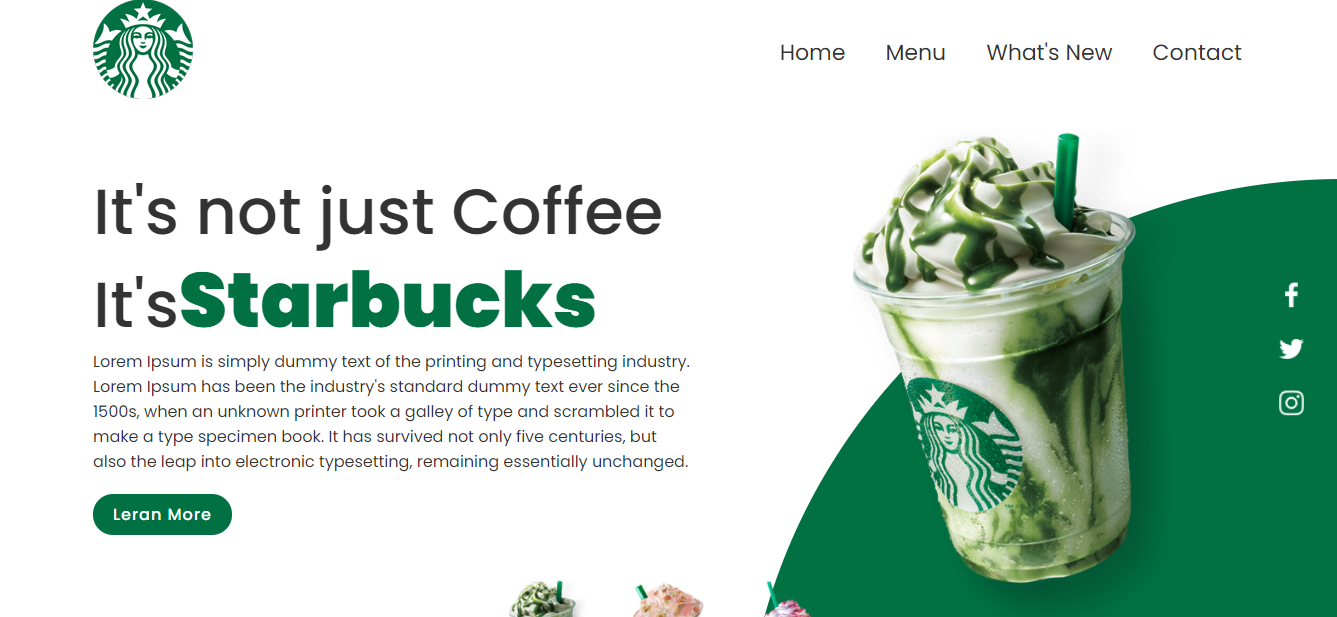 Home Menu What's New Contact
It's not just Coffee
It'sStarbucks
Lorem Ipsum is simply dummy text of the printing and typesetting industry.
Lorem Ipsum has been the industry's standard dummy text ever since the
1500s, when an unknown printer took a galley of type and scrambled it to
make a type specimen book. It has survived not only five centuries, but
also the leap into electronic typesetting, remaining essentially unchanged.
Leran More